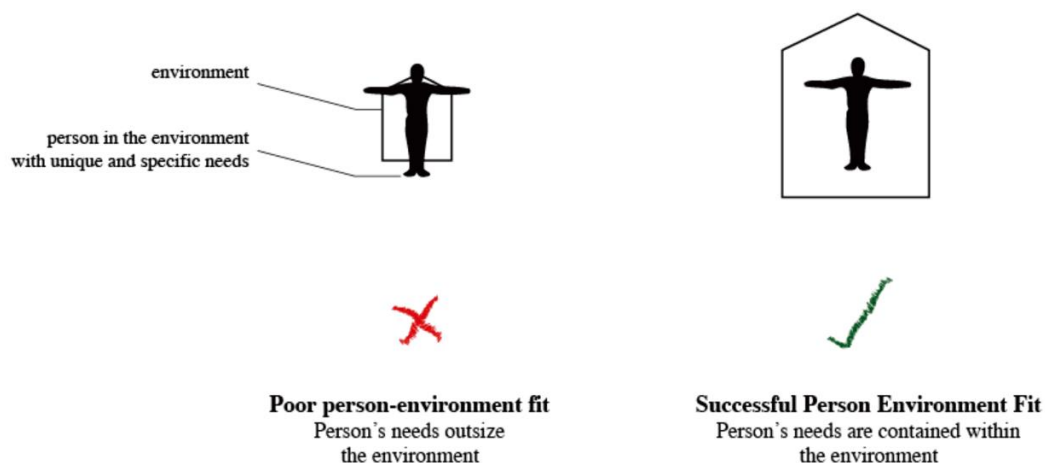 environment
person in the environment
with unique and specific needs
Poor person-environment fit
Person's needs outsize
the environment
Successful Person Environment Fit
Person's needs are contained within
the environment